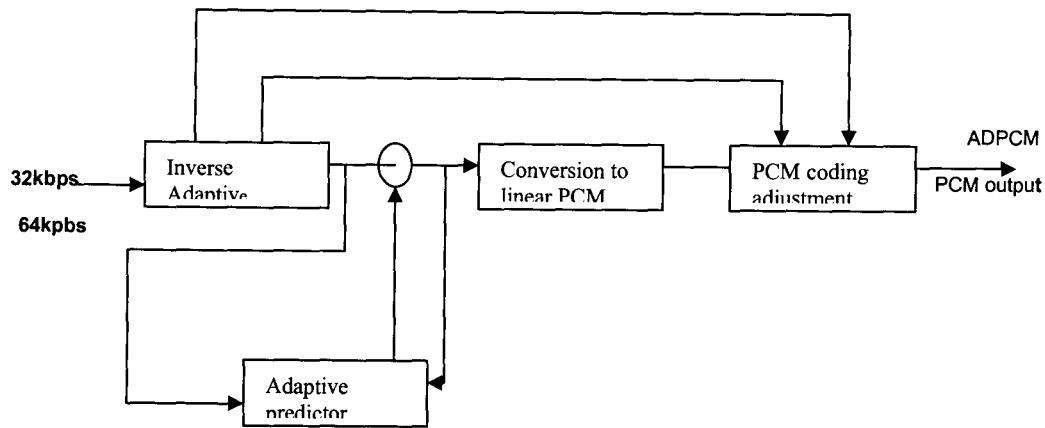 ADPCM
32kbps
64kpbs
Inverse
Adaptive
Conversion to
linear PCM
PCM coding
adjustment
PCM output
Adaptive
predictor